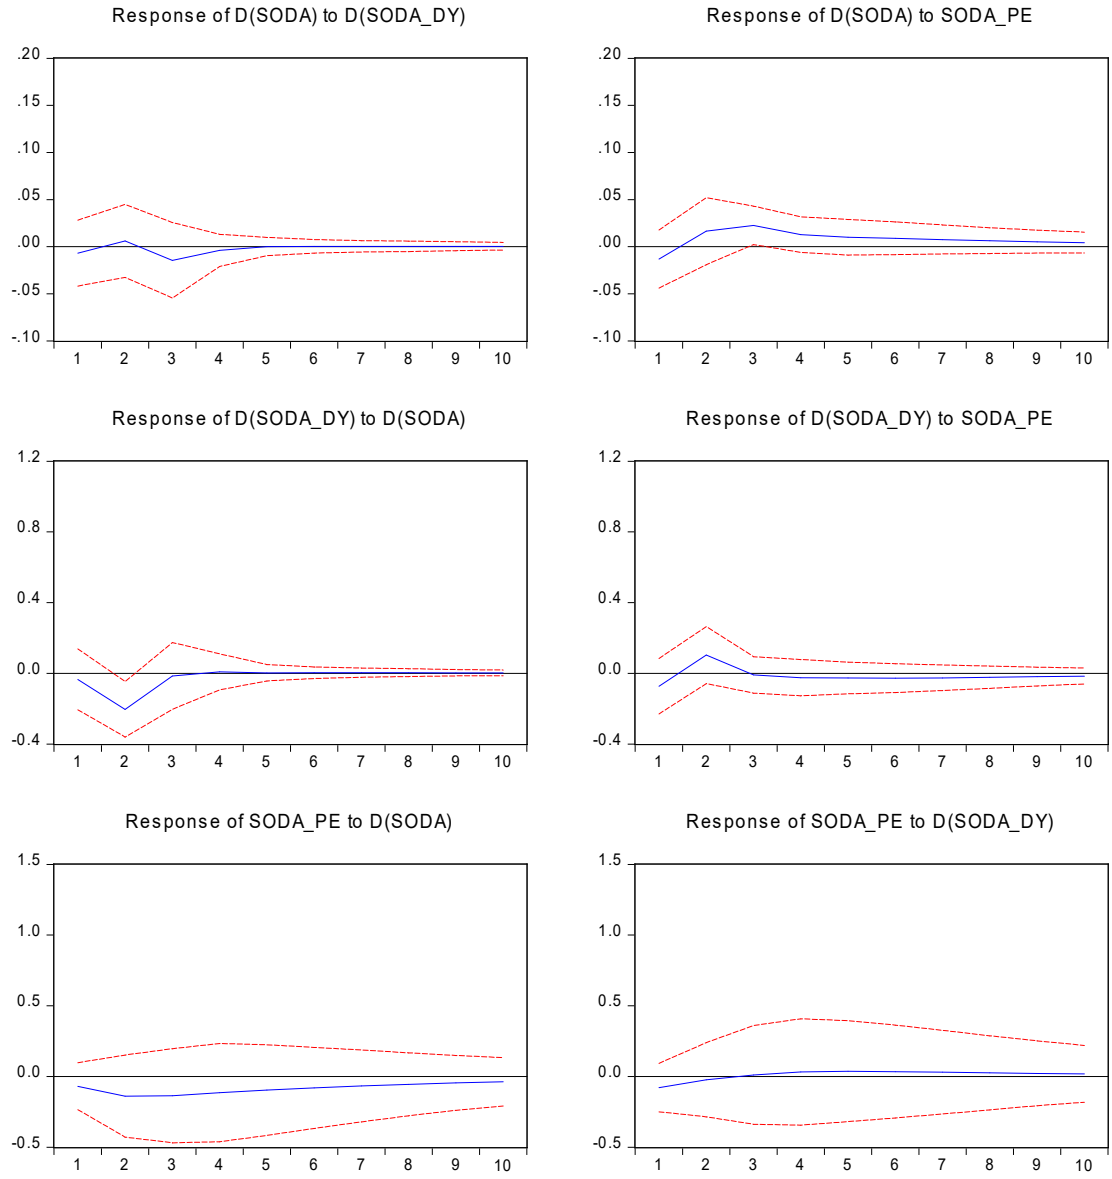 Response of D(SODA) to D(SODA_DY)
.20
.15
.10
.05
.00
-.05
-.10
1 2 3 4 5 6 7 8 9 10
Response of D(SODA) to SODA_PE
.20
.15
.10
.05
.00
-.05
-.10
1 2 3 4 5 6 7 8 9 10
Response of D(SODA_DY) to D(SODA)
1.2
0.8
0.4
0.0
-0.4
1 2 3 4 5 6 7 8 9 10
Response of D(SODA_DY) to SODA_PE
1.2
0.8
0.4
0.0
-0.4
1 2 3 4 5 6 7 8 9 10
Response of SODA_PE to D(SODA)
1.5
1.0
0.5
0.0
-0.5
1 2 3 4 5 6 7 8 9 10
Response of SODA_PE to D(SODA_DY)
1.5
1.0
0.5
0.0
-0.5
1 2 3 4 5 6 7 8 9 10